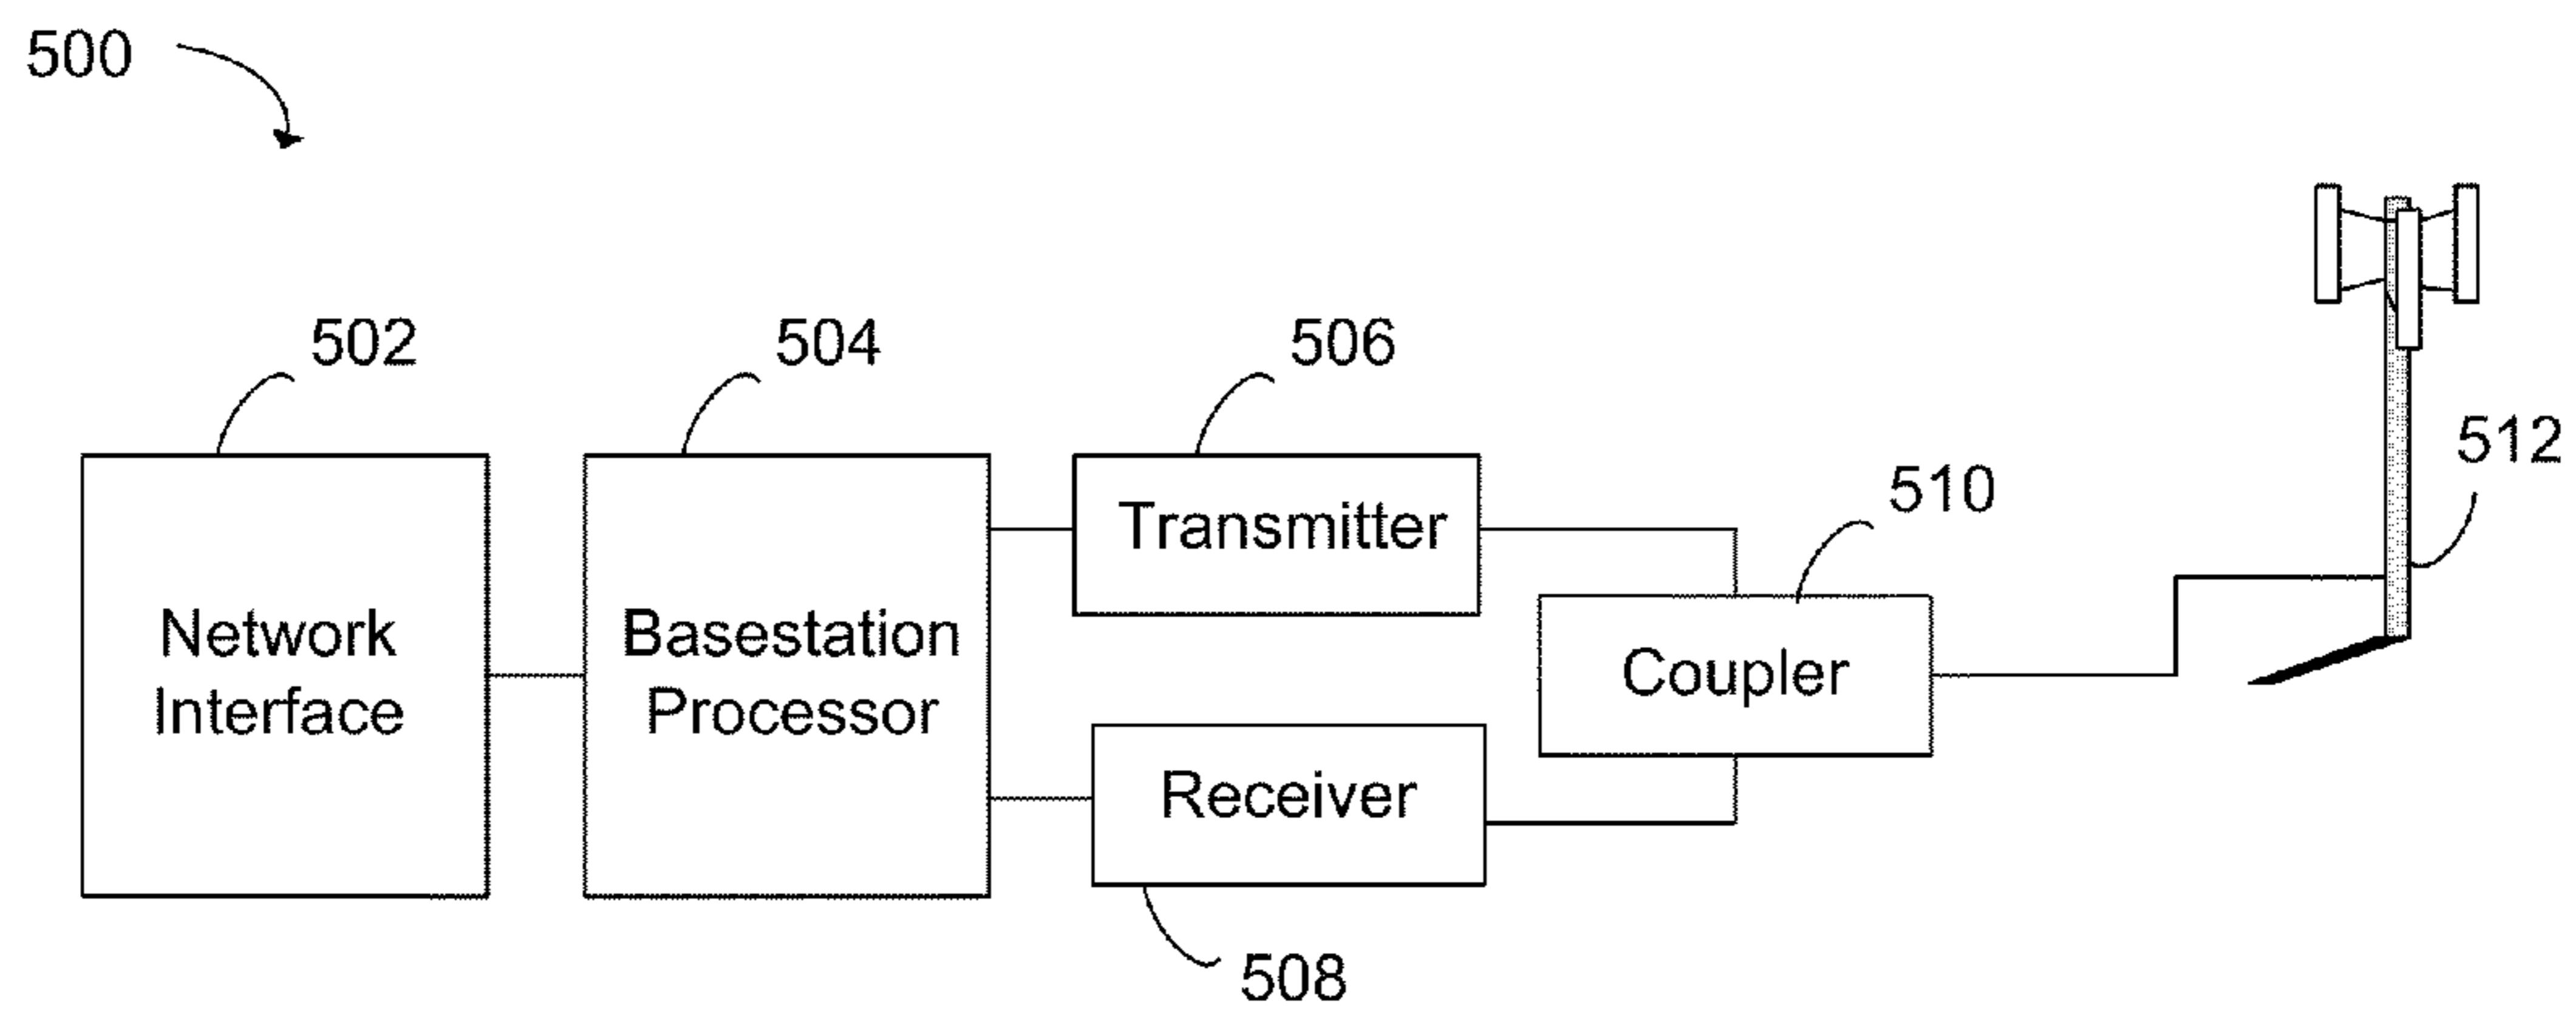 500
502
504
506
510
512
Network
Interface
Basestation
Processor
Transmitter
Receiver
Coupler
508